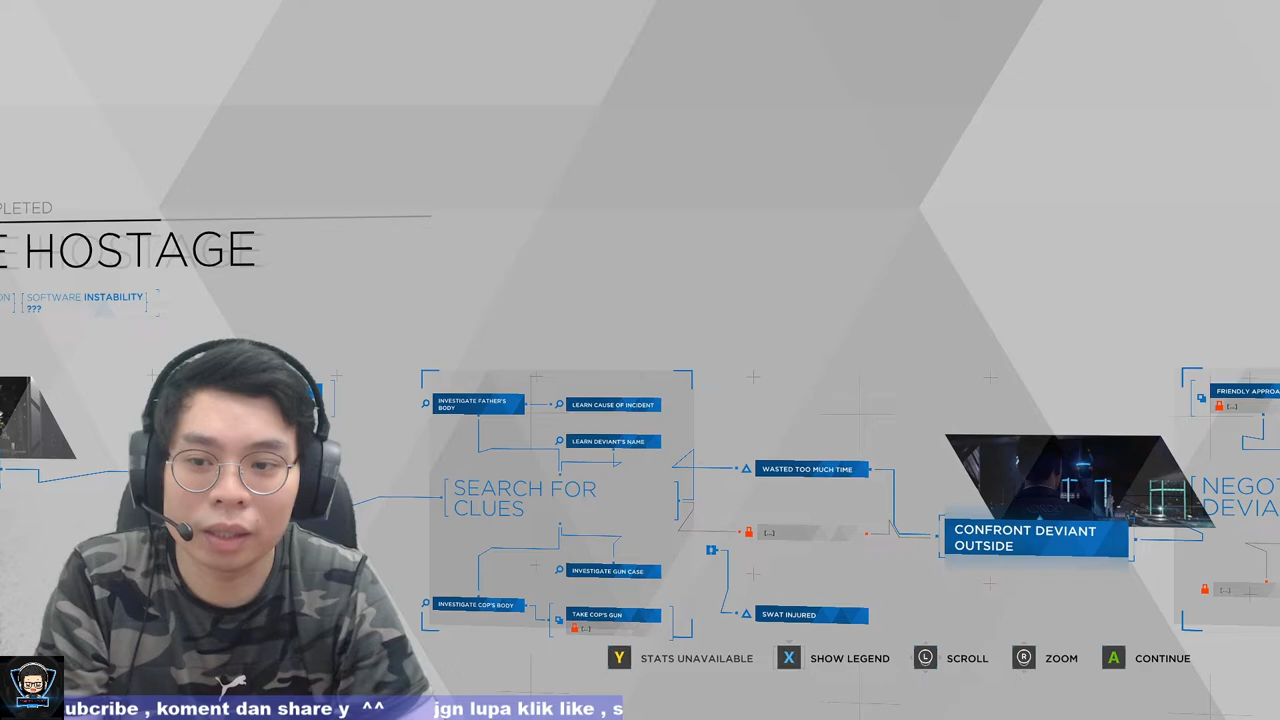 PLETED
E HOSTAGE
ON
SOFTWARE INSTABILITY
???
INVESTIGATE FATHER'S
BODY
LEARN CAUSE OF INCIDENT
LEARN DEVIANT'S NAME
SEARCH FOR
CLUES
INVESTIGATE GUN CASE
INVESTIGATE COP'S BODY
TAKE COP'S GUN
[...]
WASTED TOO MUCH TIME
[...]
SWAT INJURED
CONFRONT DEVIANT
OUTSIDE
FRIENDLY APPROA
[...]
NEGOT
DEVIA
[...]
Y STATS UNAVAILABLE
X SHOW LEGEND
L SCROLL
R ZOOM
A CONTINUE
ubcribe , koment dan share y ^^ jgn lupa klik like , s